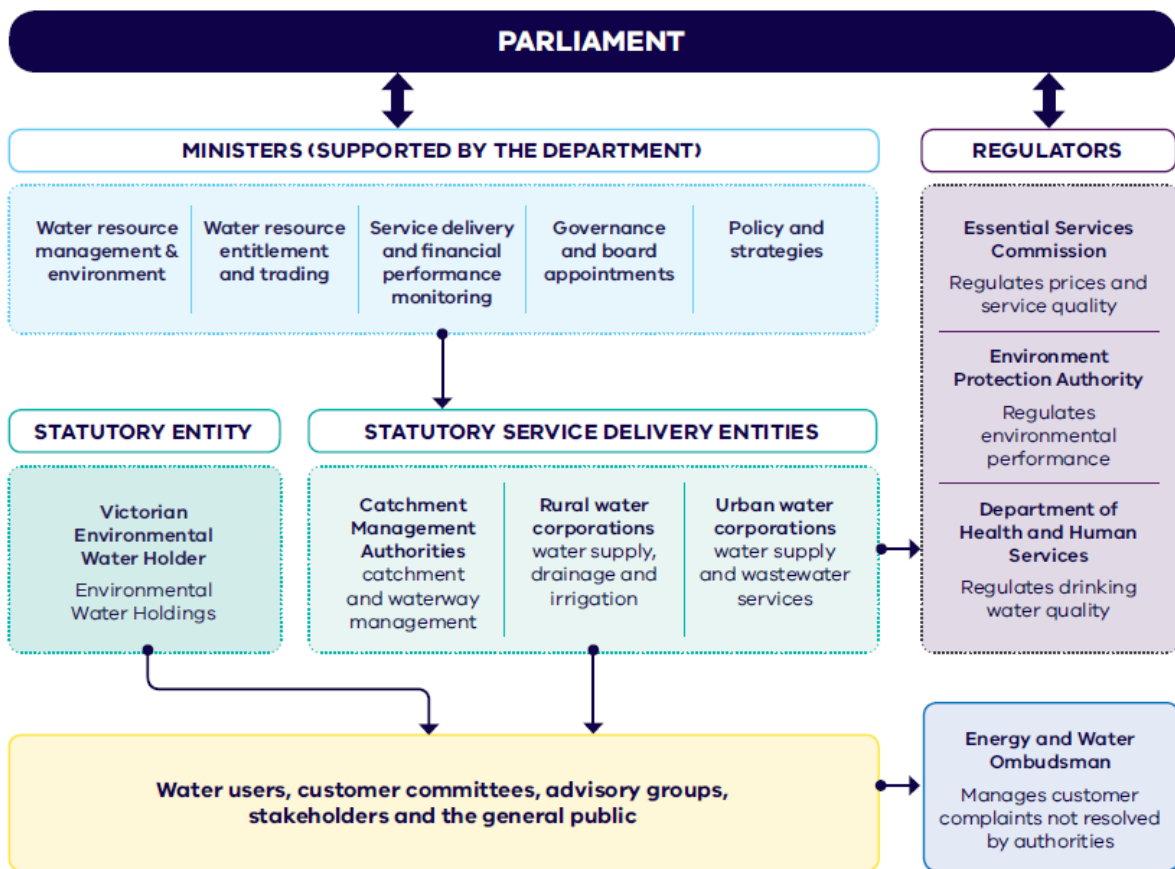 PARLIAMENT
MINISTERS (SUPPORTED BY THE DEPARTMENT)
Water resource
management &
environment
Water resource
entitlement
and trading
Service delivery
and financial
performance
monitoring
Governance
and board
appointments
Policy and
strategies
REGULATORS
Essential Services
Commission
Regulates prices and
service quality
Environment
Protection Authority
Regulates
environmental
performance
Department of
Health and Human
Services
Regulates drinking
water quality
STATUTORY ENTITY
Victorian
Environmental
Water Holder
Environmental
Water Holdings
STATUTORY SERVICE DELIVERY ENTITIES
Catchment
Management
Authorities
catchment
and waterway
management
Rural water
corporations
water supply,
drainage and
irrigation
Urban water
corporations
water supply
and wastewater
services
Water users, customer committees, advisory groups,
stakeholders and the general public
Energy and Water
Ombudsman
Manages customer
complaints not resolved
by authorities